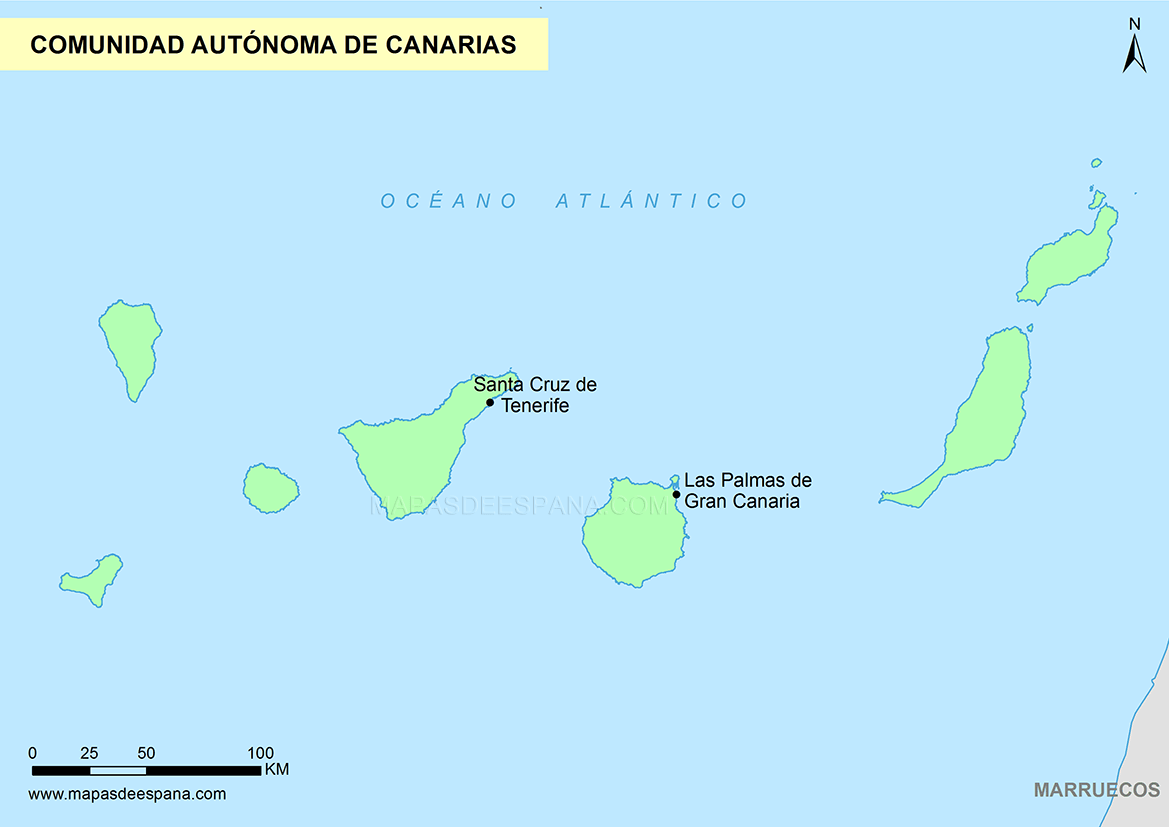 COMUNIDAD AUTÓNOMA DE CANARIAS
N
OCÉANO ATLÁNTICO
Santa Cruz de
Tenerife
Las Palmas de
Gran Canaria
MAPASDEESPANA.COM
0 25 50 100
KM
www.mapasdeespana.com
MARRUECOS